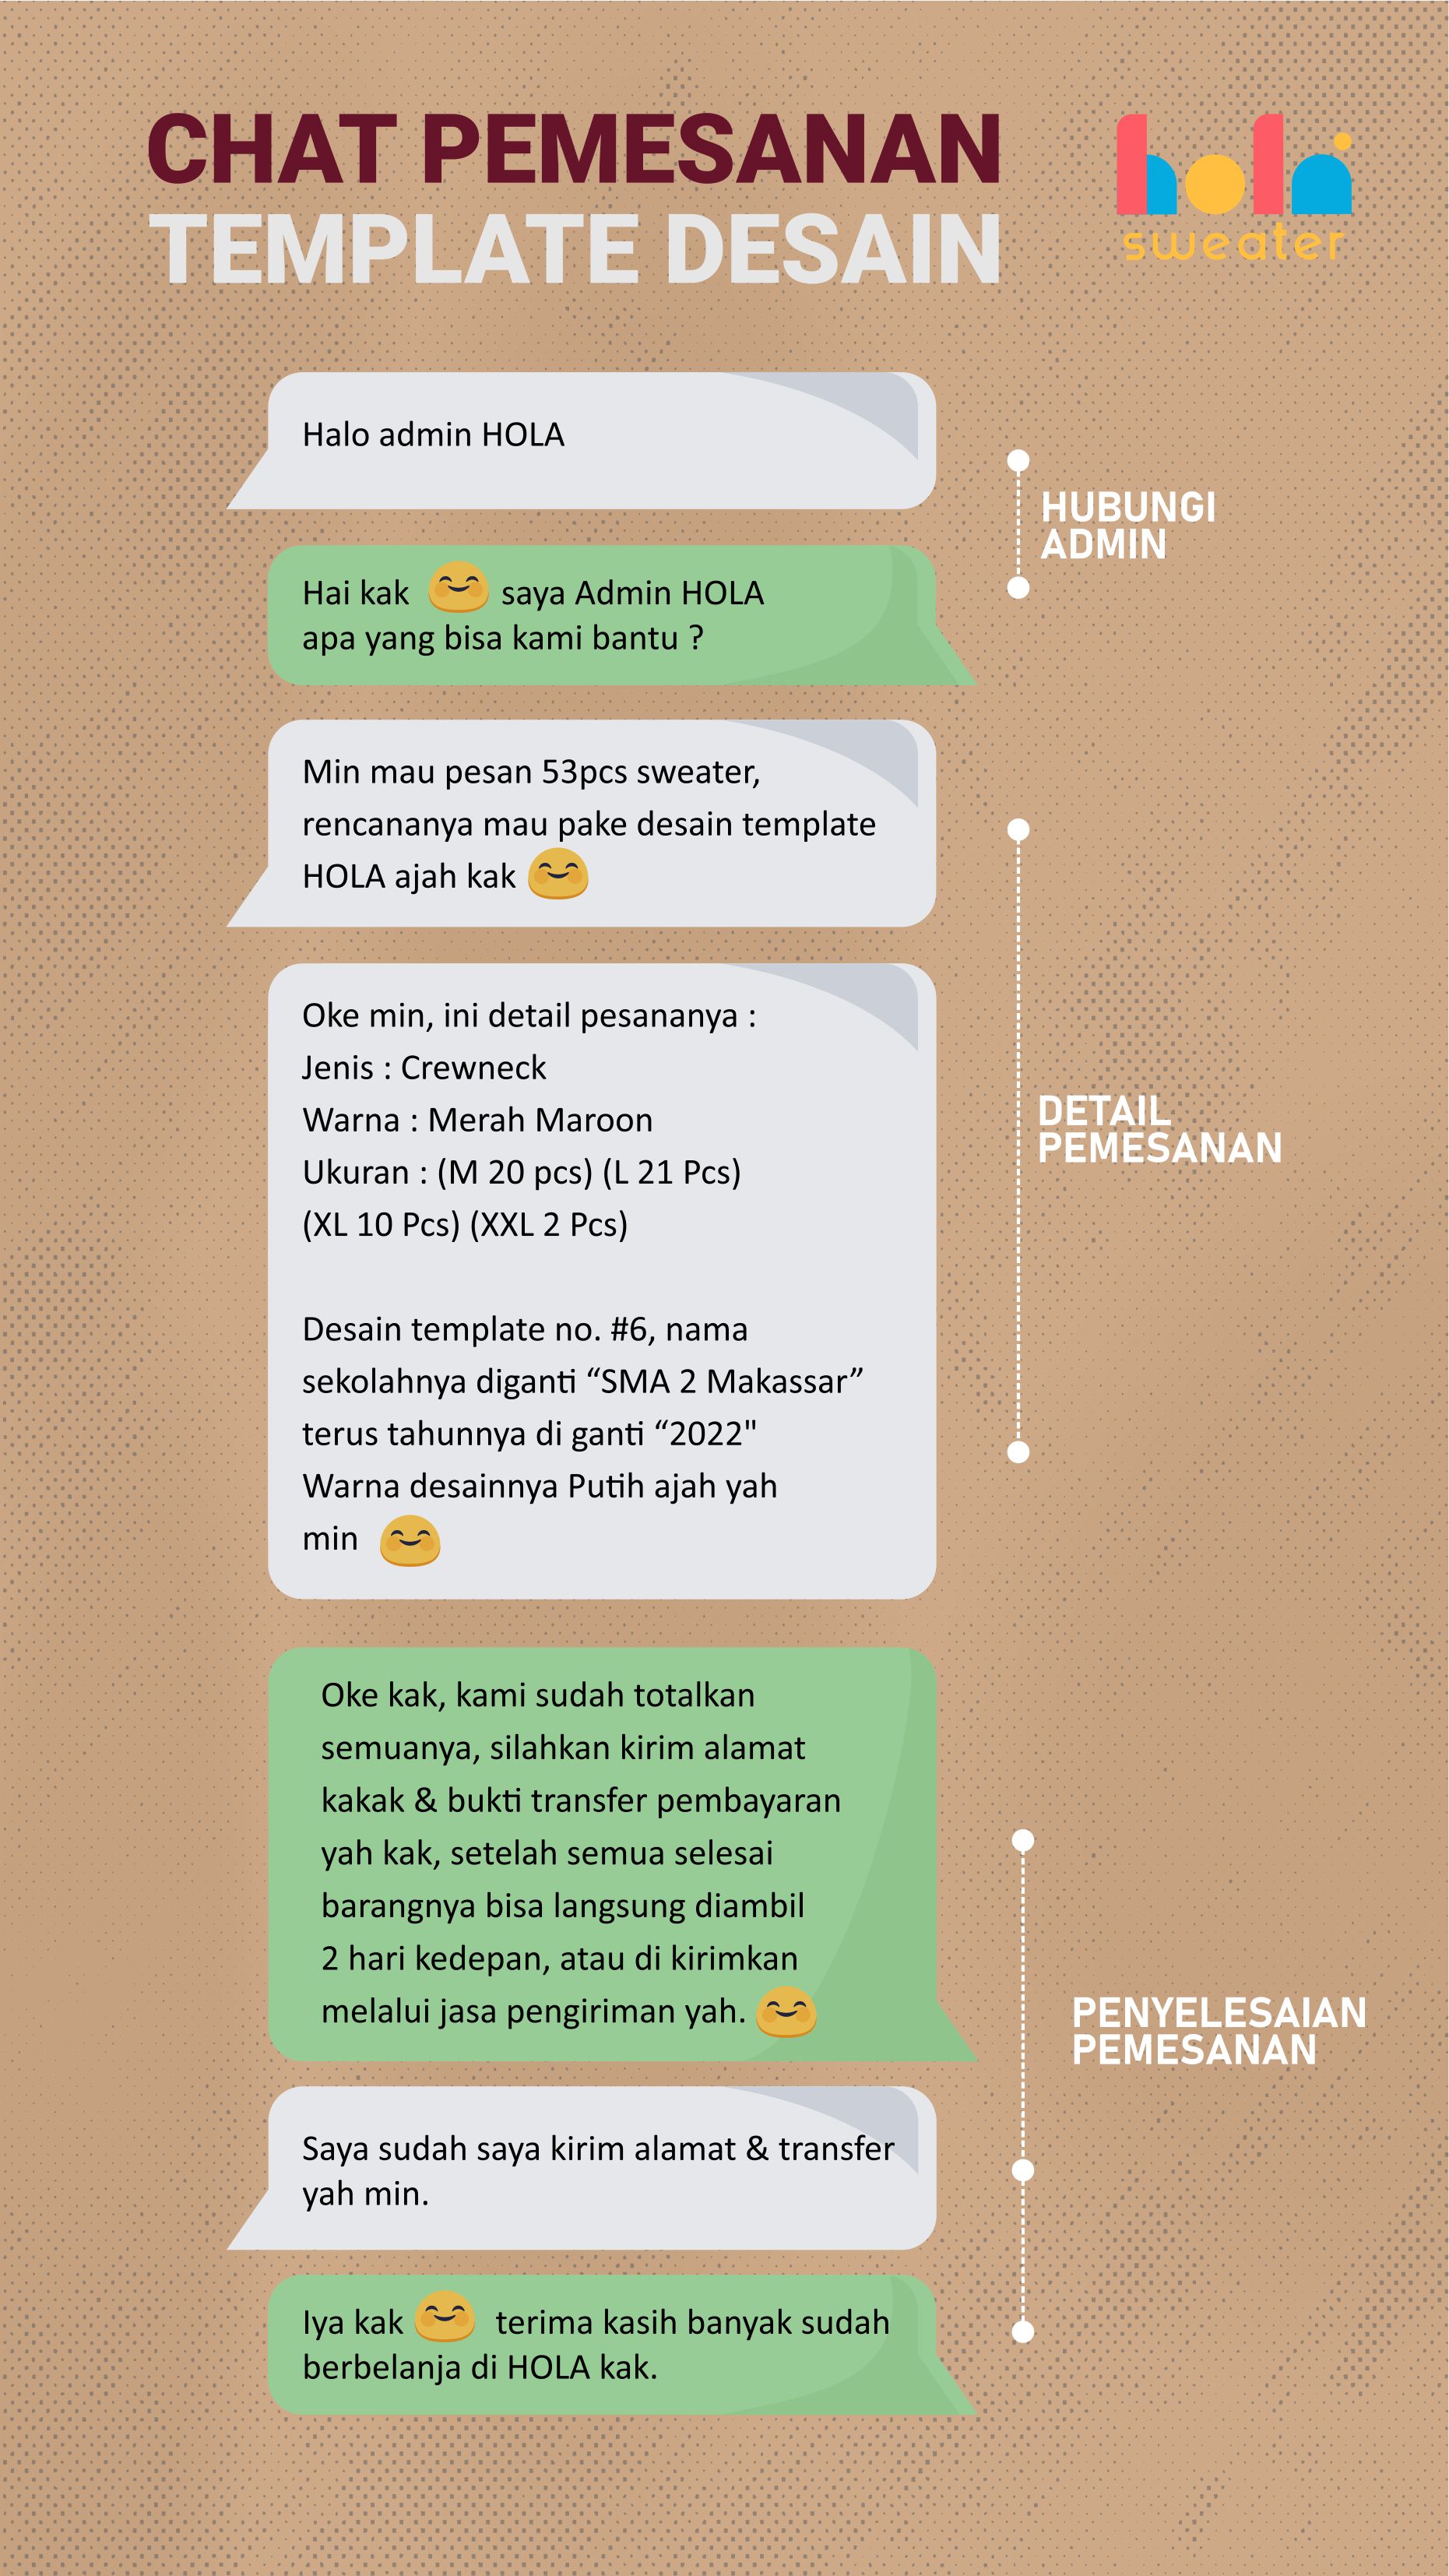 CHAT PEMESANAN
TEMPLATE DESAIN
hola
sweater
Halo admin HOLA
Hai kak 😊 saya Admin HOLA
apa yang bisa kami bantu ?
HUBUNGI
ADMIN
Min mau pesan 53pcs sweater,
rencananya mau pake desain template
HOLA ajah kak 😊
Oke min, ini detail pesananya :
Jenis : Crewneck
Warna : Merah Maroon
Ukuran : (M 20 pcs) (L 21 Pcs)
(XL 10 Pcs) (XXL 2 Pcs)
Desain template no. #6, nama
sekolahnya diganti “SMA 2 Makassar”
terus tahunnya di ganti “2022"
Warna desainnya Putih ajah yah
min 😊
DETAIL
PEMESANAN
Oke kak, kami sudah totalkan
semuanya, silahkan kirim alamat
kakak & bukti transfer pembayaran
yah kak, setelah semua selesai
barangnya bisa langsung diambil
2 hari kedepan, atau di kirimkan
melalui jasa pengiriman yah. 😊
Saya sudah saya kirim alamat & transfer
yah min.
Iya kak 😊 terima kasih banyak sudah
berbelanja di HOLA kak.
PENYELESAIAN
PEMESANAN